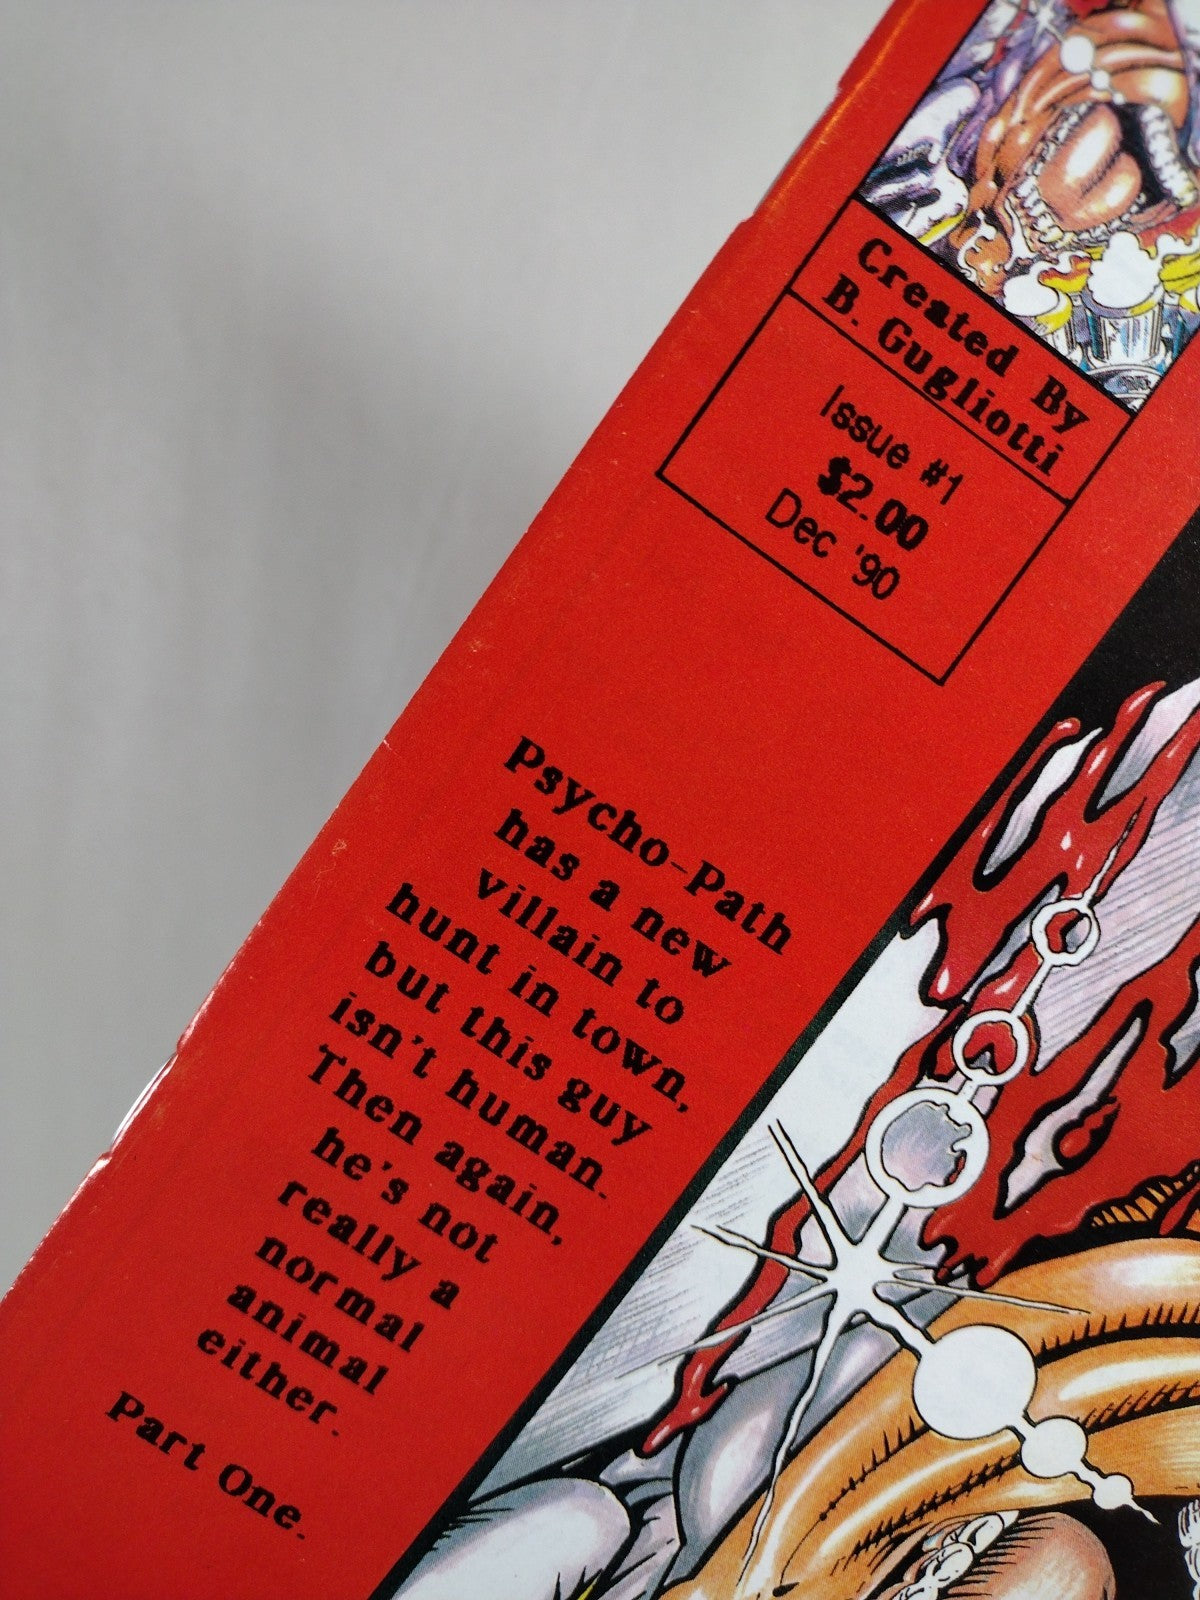 Created By
B. Gugliotti
Issue #1
$2.00
Dec '90
Psycho-Path
has a new
villain to
hunt in town,
but this guy
isn't human.
Then again,
he's not
really a
normal
animal
either.
Part One.